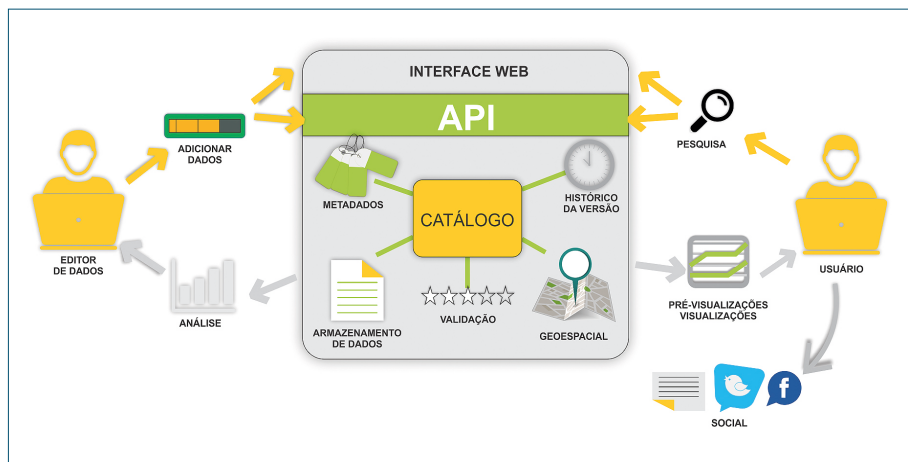 INTERFACE WEB
API
ADICIONAR
DADOS
PESQUISA
METADADOS
HISTÓRICO
DA VERSÃO
CATÁLOGO
EDITOR
DE DADOS
USUÁRIO
ANÁLISE
ARMAZENAMENTO
DE DADOS
VALIDAÇÃO
GEOESPACIAL
PRÉ-VISUALIZAÇÕES
VISUALIZAÇÕES
f
SOCIAL